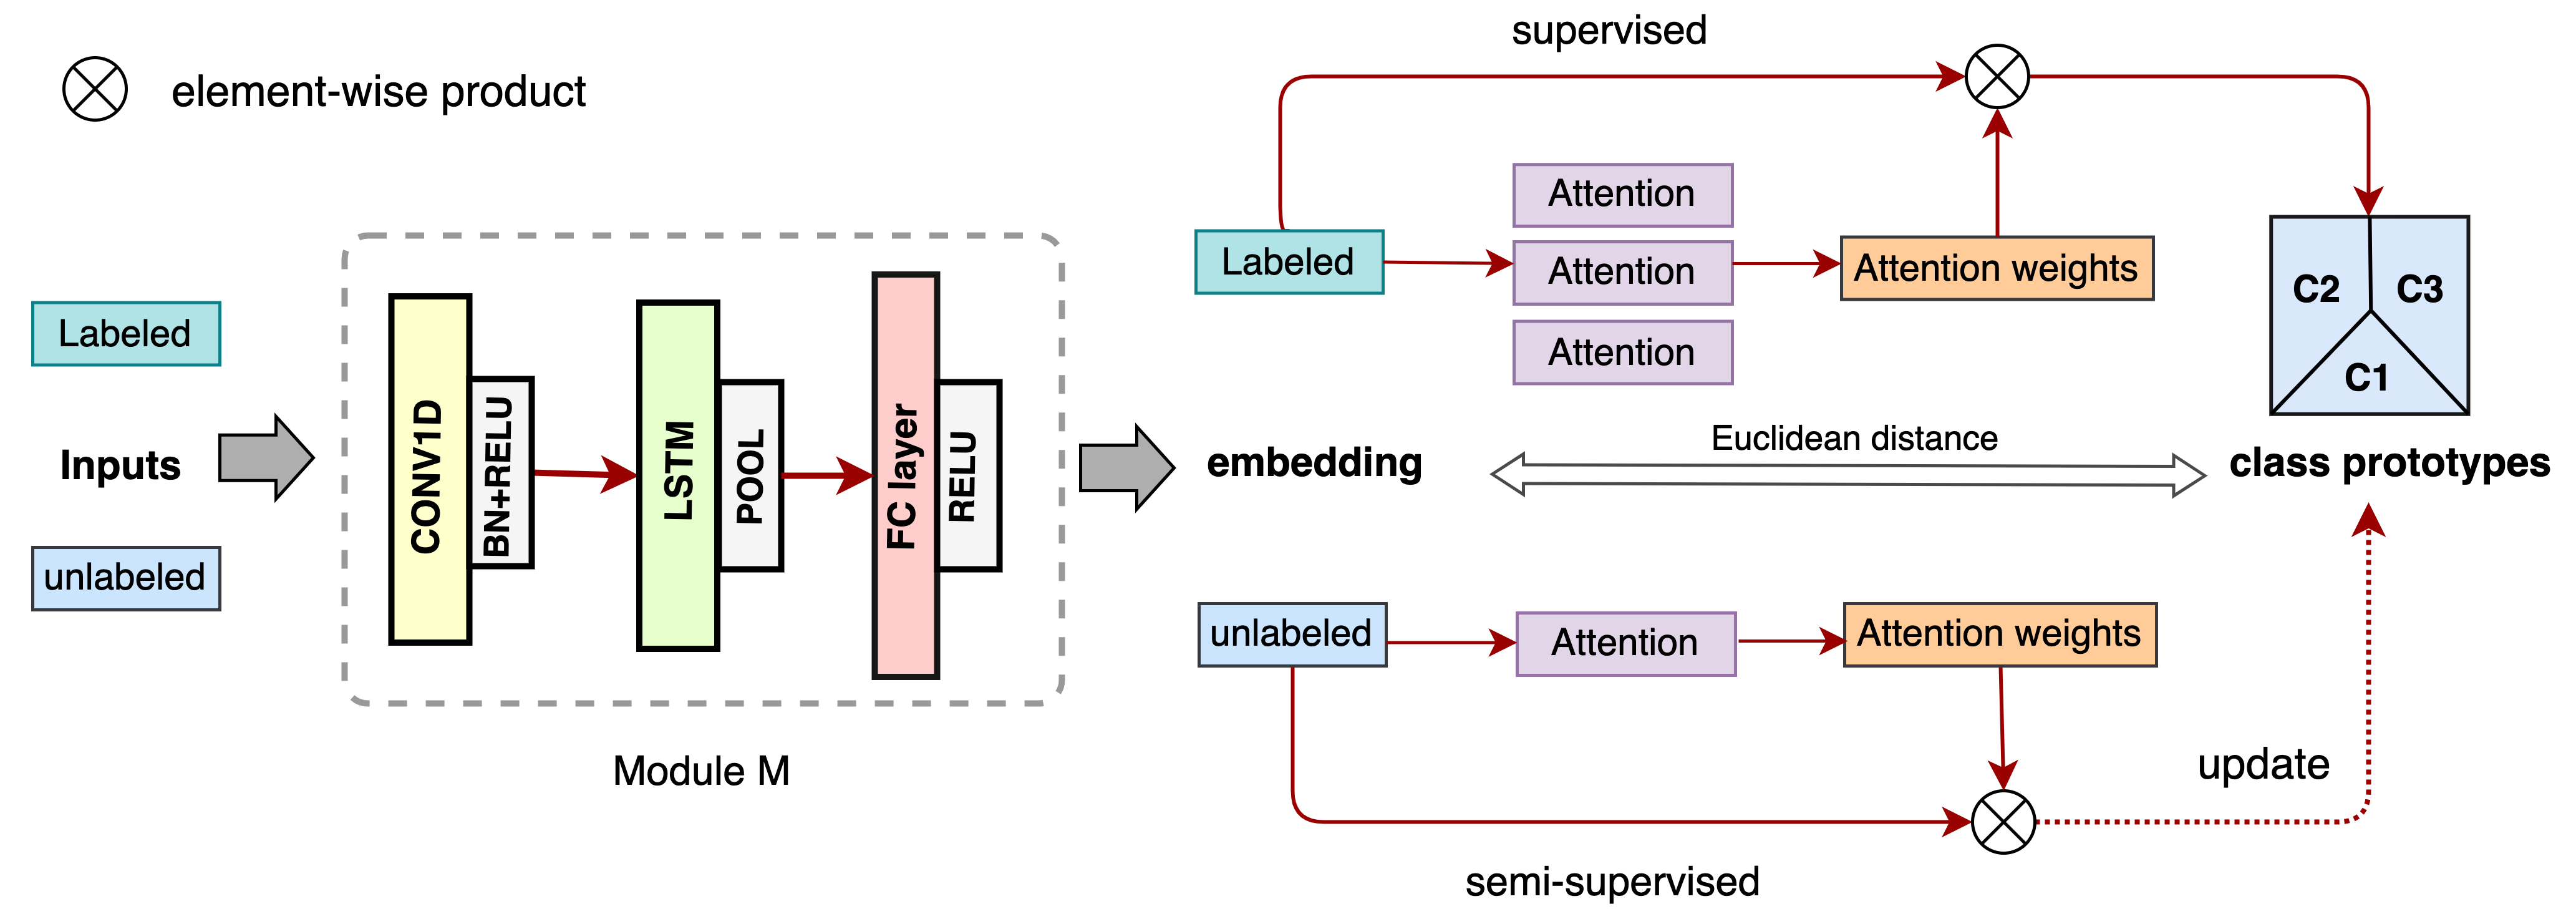 element-wise product
Labeled
Inputs
unlabeled
CONV1D
BN+RELU
LSTM
POOL
FC layer
RELU
Module M
supervised
Labeled
Attention
Attention
Attention
Attention weights
C2
C3
C1
embedding
Euclidean distance
class prototypes
unlabeled
Attention
Attention weights
update
semi-supervised